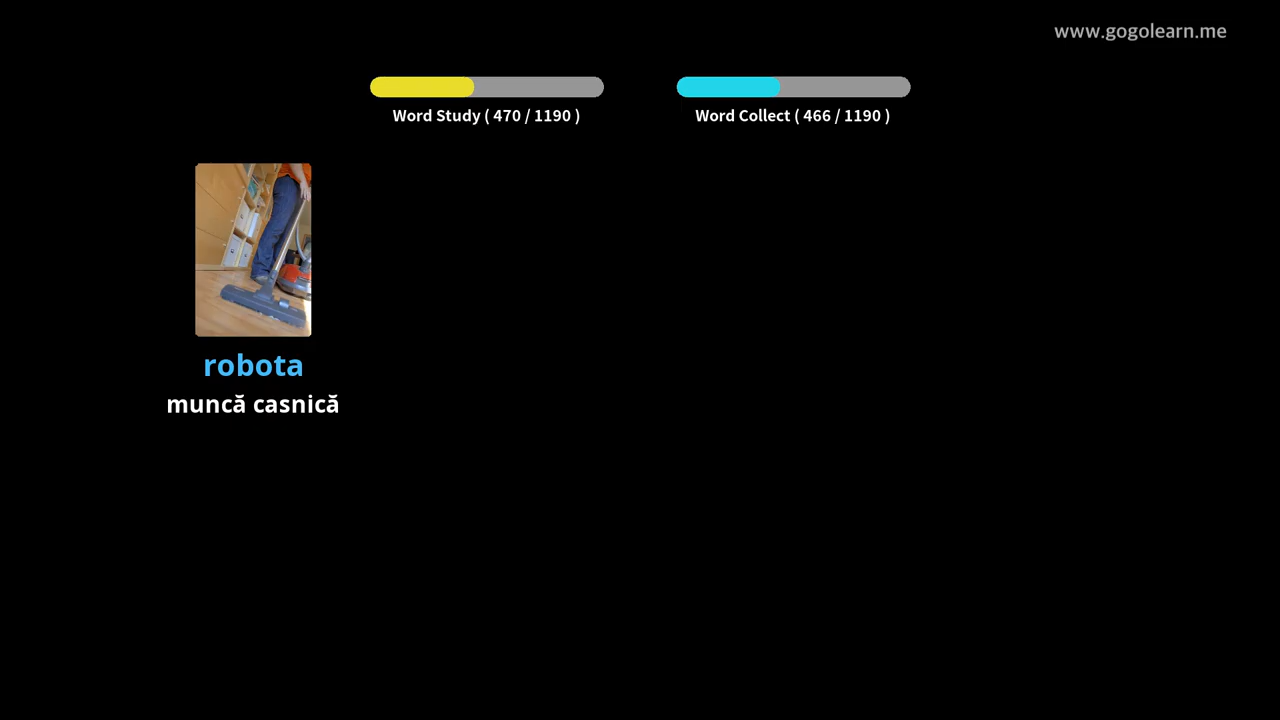 www.gogolearn.me
Word Study ( 470 / 1190 )
Word Collect ( 466 / 1190 )
robota
muncă casnică